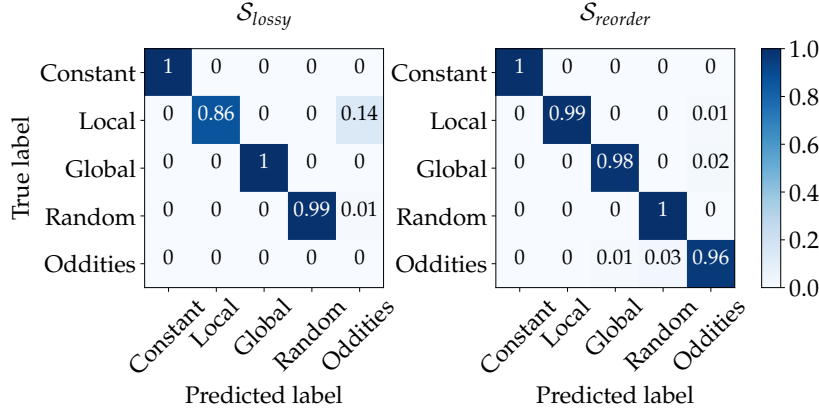 S_lossy S_reorder
Constant 1 0 0 0 0 Constant 1 0 0 0 0 1.0
Local 0 0.86 0 0 0.14 Local 0 0.99 0 0 0.01 0.8
Global 0 0 1 0 0 Global 0 0 0.98 0 0.02 0.6
Random 0 0 0 0.99 0.01 Random 0 0 0 1 0 0.4
Oddities 0 0 0 0 0 Oddities 0 0 0.01 0.03 0.96 0.2
0.0
True label
Constant Local Global Random Oddities Constant Local Global Random Oddities
Predicted label Predicted label